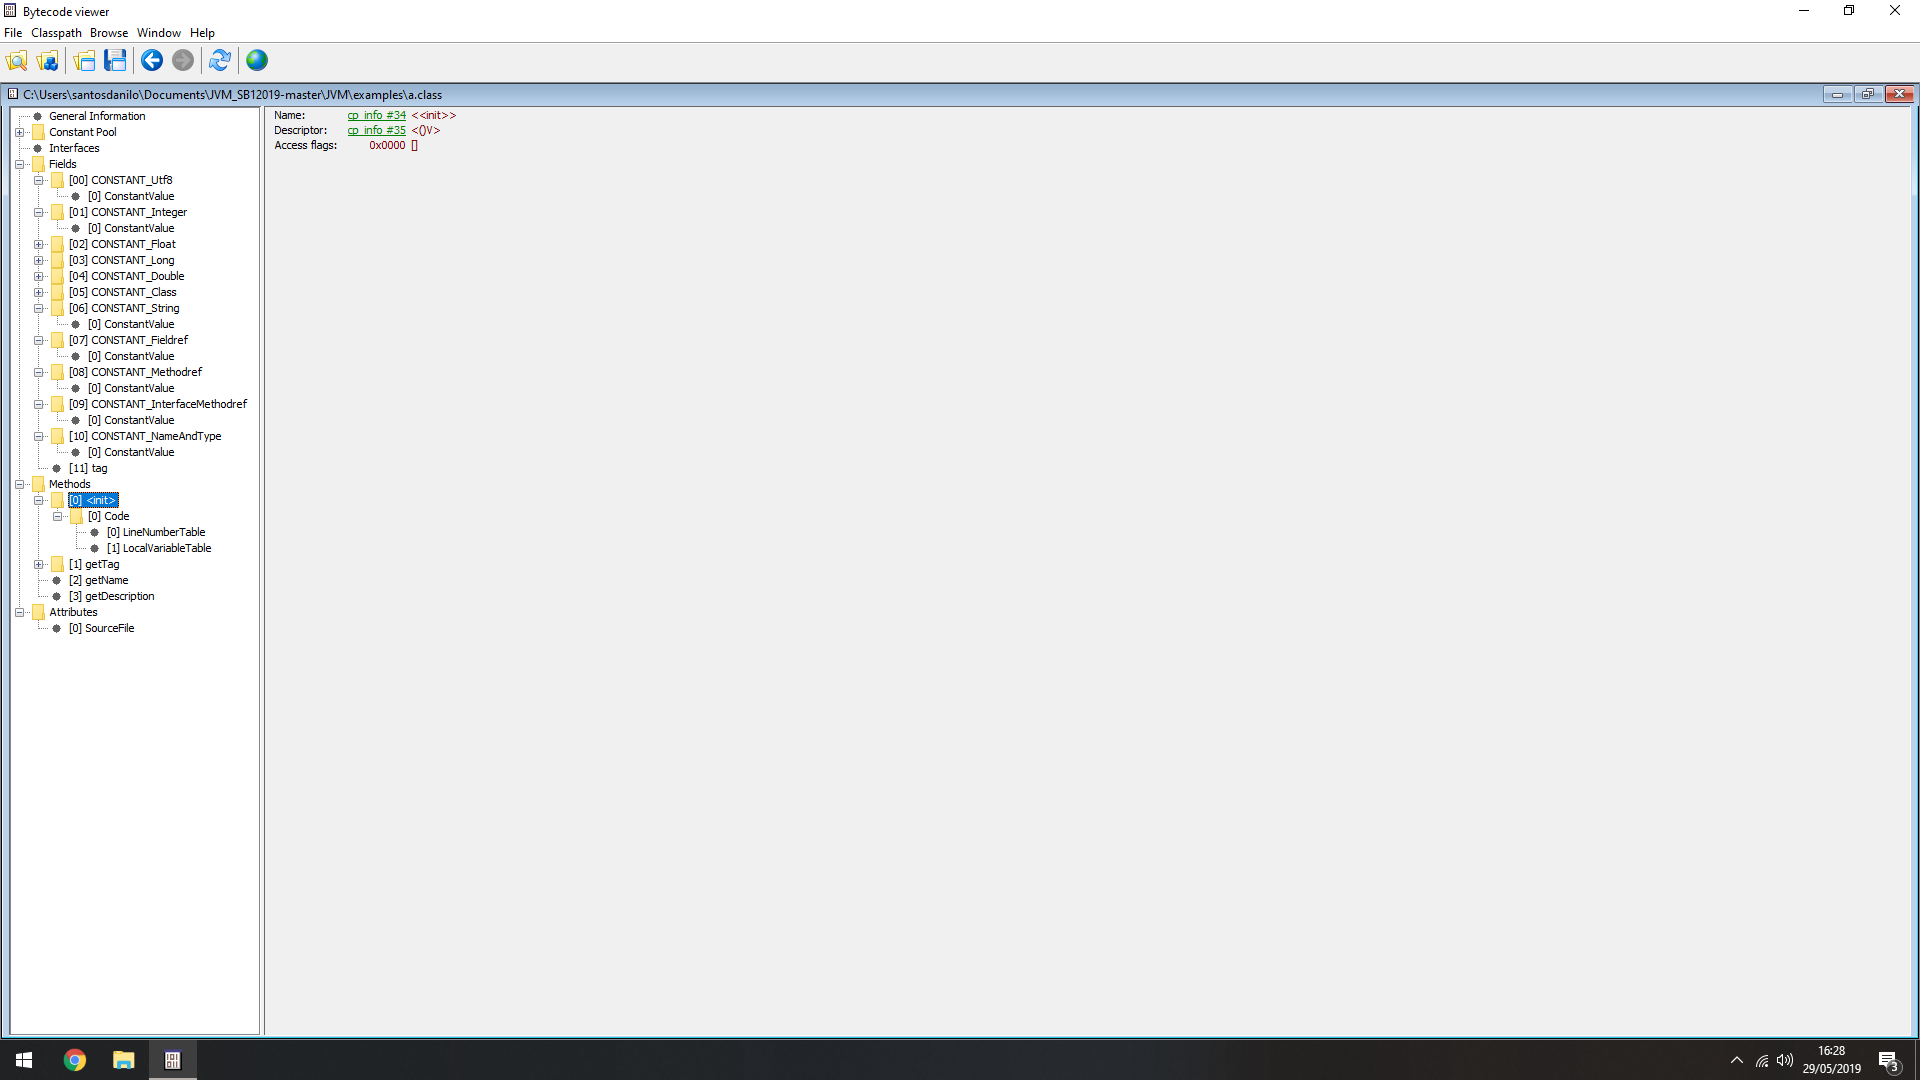 Bytecode viewer
File Classpath Browse Window Help
C:\Users\santosdanilo\Documents\JVM_SB12019-master\JVM\examples\a.class
General Information
Constant Pool
Interfaces
Fields
[00] CONSTANT_Utf8
[0] ConstantValue
[01] CONSTANT_Integer
[0] ConstantValue
[02] CONSTANT_Float
[03] CONSTANT_Long
[04] CONSTANT_Double
[05] CONSTANT_Class
[06] CONSTANT_String
[0] ConstantValue
[07] CONSTANT_Fieldref
[0] ConstantValue
[08] CONSTANT_Methodref
[0] ConstantValue
[09] CONSTANT_InterfaceMethodref
[0] ConstantValue
[10] CONSTANT_NameAndType
[0] ConstantValue
[11] tag
Methods
[0] <init>
[0] Code
[0] LineNumberTable
[1] LocalVariableTable
[1] getTag
[2] getName
[3] getDescription
Attributes
[0] SourceFile
Name: cp_info #34 <<init>>
Descriptor: cp_info #35 <()V>
Access flags: 0x0000 []
16:28
29/05/2019
3